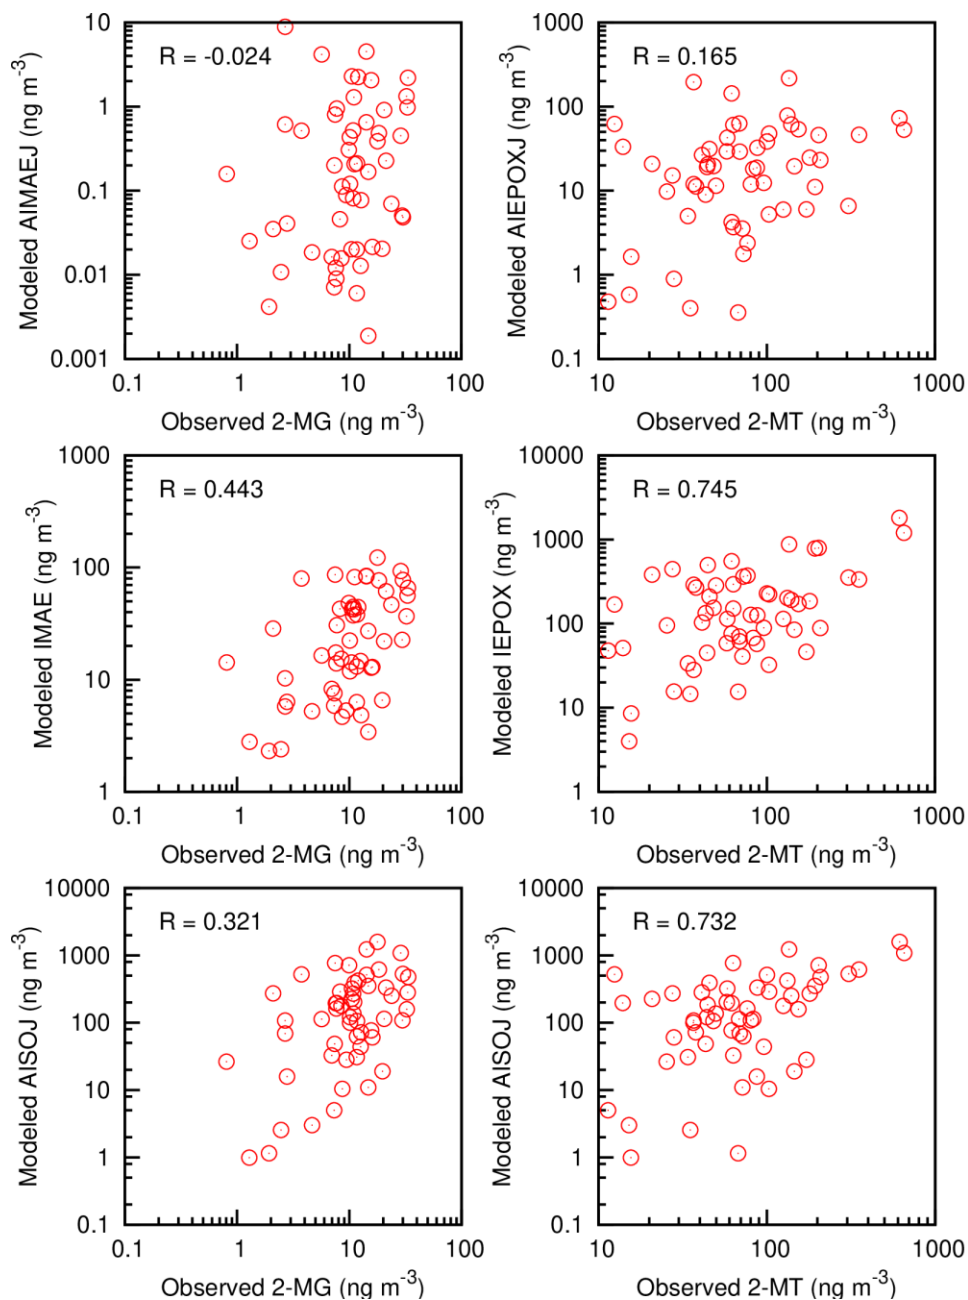 R = -0.024
Modeled AIMAEJ (ng m⁻³)
10
1
0.1
0.01
0.001
0.1 1 10 100
Observed 2-MG (ng m⁻³)
R = 0.165
Modeled AIEPOXJ (ng m⁻³)
1000
100
10
1
0.1
10 100 1000
Observed 2-MT (ng m⁻³)
R = 0.443
Modeled IMAE (ng m⁻³)
1000
100
10
1
0.1 1 10 100
Observed 2-MG (ng m⁻³)
R = 0.745
Modeled IEPOX (ng m⁻³)
10000
1000
100
10
1
10 100 1000
Observed 2-MT (ng m⁻³)
R = 0.321
Modeled AISOJ (ng m⁻³)
10000
1000
100
10
1
0.1
0.1 1 10 100
Observed 2-MG (ng m⁻³)
R = 0.732
Modeled AISOJ (ng m⁻³)
10000
1000
100
10
1
0.1
10 100 1000
Observed 2-MT (ng m⁻³)